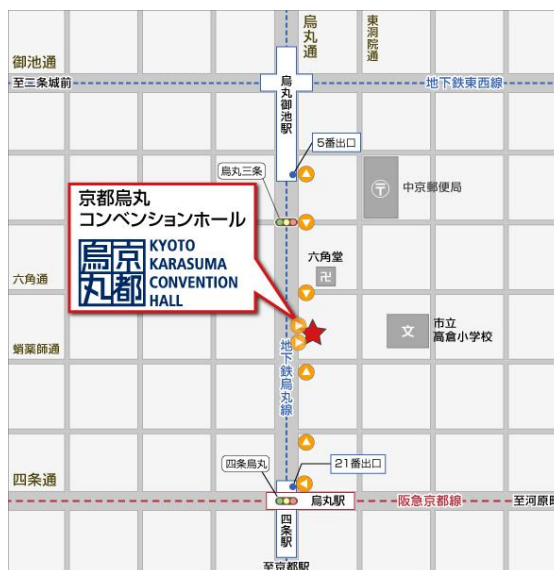 御池通
烏丸通
東洞院通
至二条城前
地下鉄東西線
烏丸御池駅
5番出口
烏丸三条
〒
中京郵便局
京都烏丸
コンベンションホール
京都烏丸
KYOTO
KARASUMA
CONVENTION
HALL
六角堂
卍
六角通
文
市立
高倉小学校
蛸薬師通
地下鉄烏丸線
四条通
四条烏丸
21番出口
烏丸駅
阪急京都線
至河原町
四条駅
至京都駅